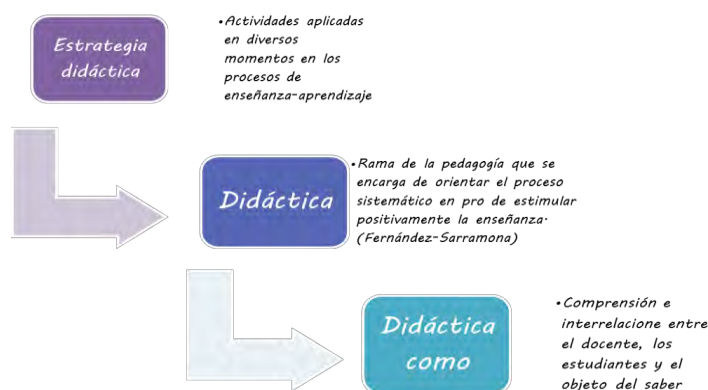 Estrategia
didáctica
•Actividades aplicadas
en diversos
momentos en los
procesos de
enseñanza-aprendizaje
Didáctica
•Rama de la pedagogía que se
encarga de orientar el proceso
sistemático en pro de estimular
positivamente la enseñanza.
(Fernández-Sarramona)
Didáctica
como
•Comprensión e
interrelacione entre
el docente, los
estudiantes y el
objeto del saber